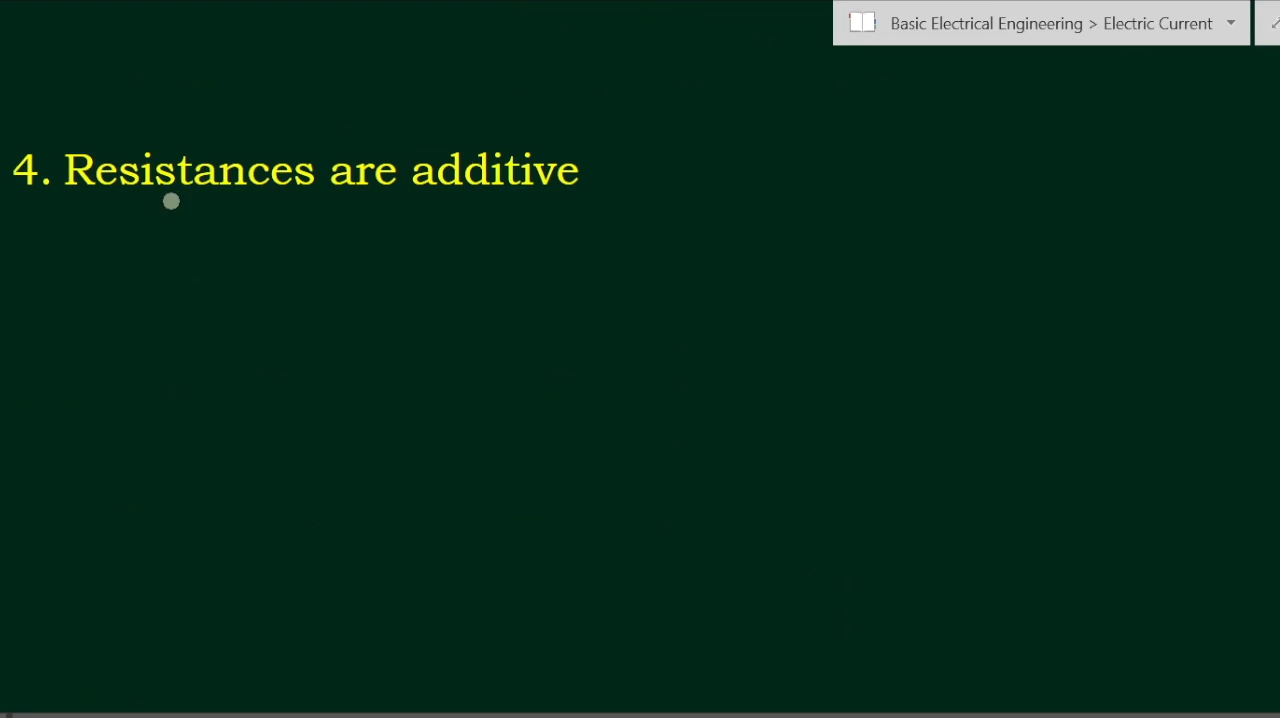 Basic Electrical Engineering > Electric Current
4. Resistances are additive